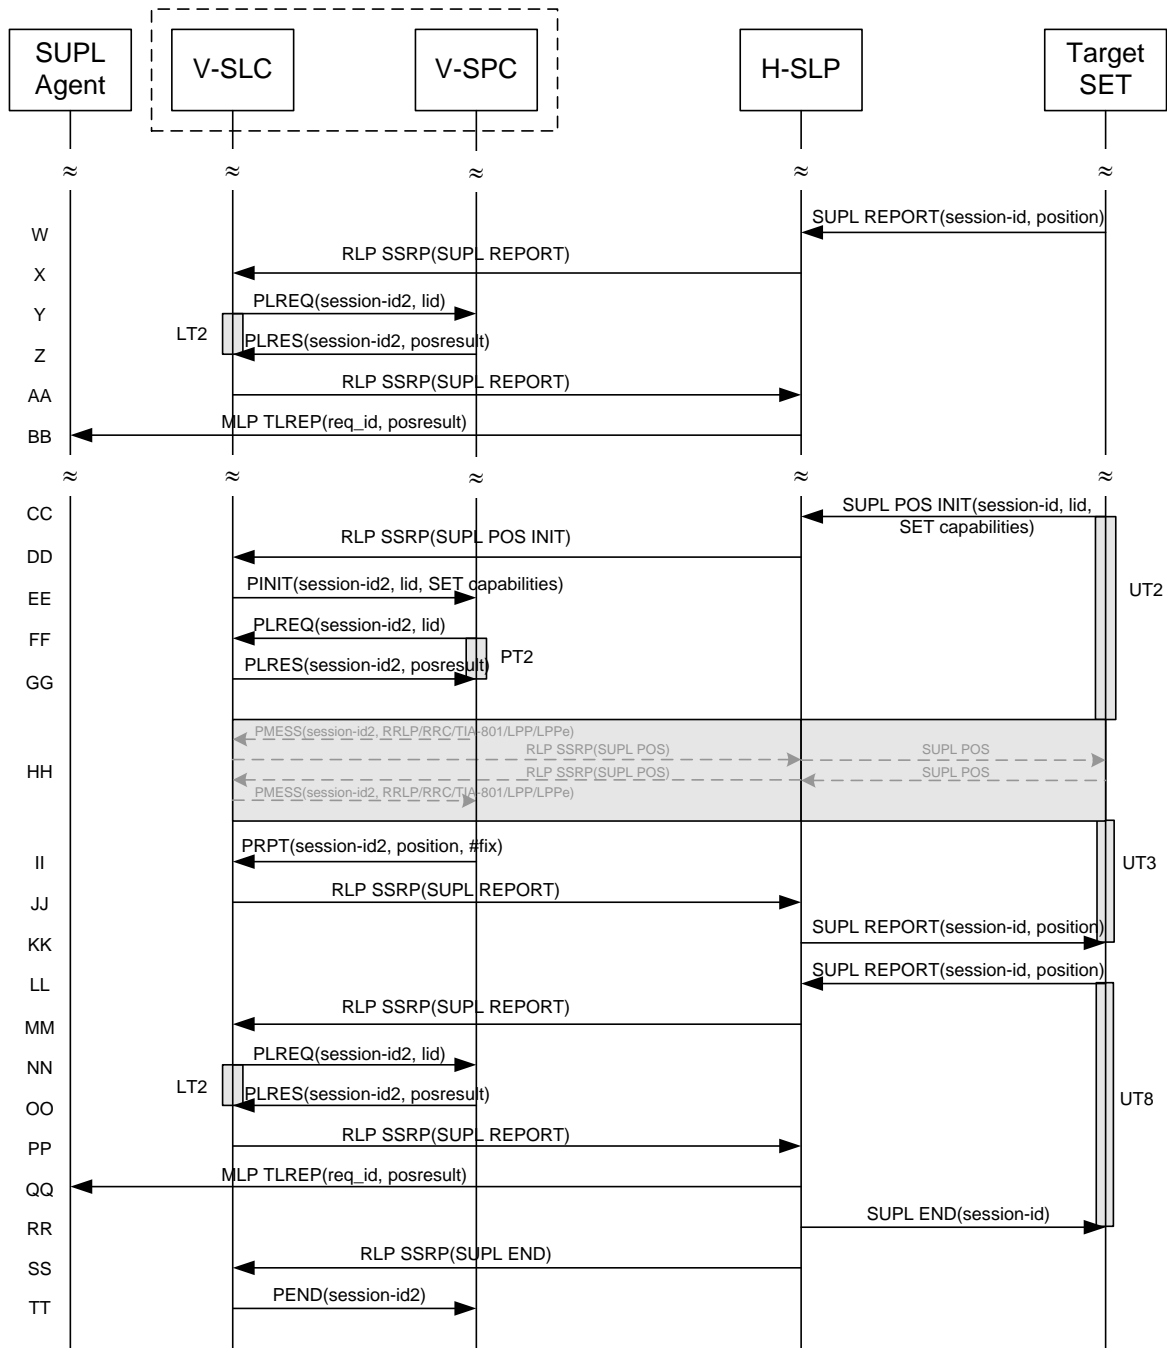 SUPL
Agent
V-SLC
V-SPC
H-SLP
Target
SET
≈ ≈ ≈ ≈ ≈
W
SUPL REPORT(session-id, position)
X
RLP SSRP(SUPL REPORT)
Y
PLREQ(session-id2, lid)
LT2
Z
PLRES(session-id2, posresult)
AA
RLP SSRP(SUPL REPORT)
BB
MLP TLREP(req_id, posresult)
≈ ≈ ≈ ≈ ≈
CC
SUPL POS INIT(session-id, lid,
SET capabilities)
DD
RLP SSRP(SUPL POS INIT)
EE
PINIT(session-id2, lid, SET capabilities)
UT2
FF
PLREQ(session-id2, lid)
PT2
GG
PLRES(session-id2, posresult)
HH
PMESS(session-id2, RRLP/RRC/TIA-801/LPP/LPPe)
RLP SSRP(SUPL POS)
SUPL POS
RLP SSRP(SUPL POS)
SUPL POS
PMESS(session-id2, RRLP/RRC/TIA-801/LPP/LPPe)
II
PRPT(session-id2, position, #fix)
UT3
JJ
RLP SSRP(SUPL REPORT)
KK
SUPL REPORT(session-id, position)
LL
SUPL REPORT(session-id, position)
MM
RLP SSRP(SUPL REPORT)
NN
PLREQ(session-id2, lid)
LT2
OO
PLRES(session-id2, posresult)
UT8
PP
RLP SSRP(SUPL REPORT)
QQ
MLP TLREP(req_id, posresult)
RR
SUPL END(session-id)
SS
RLP SSRP(SUPL END)
TT
PEND(session-id2)